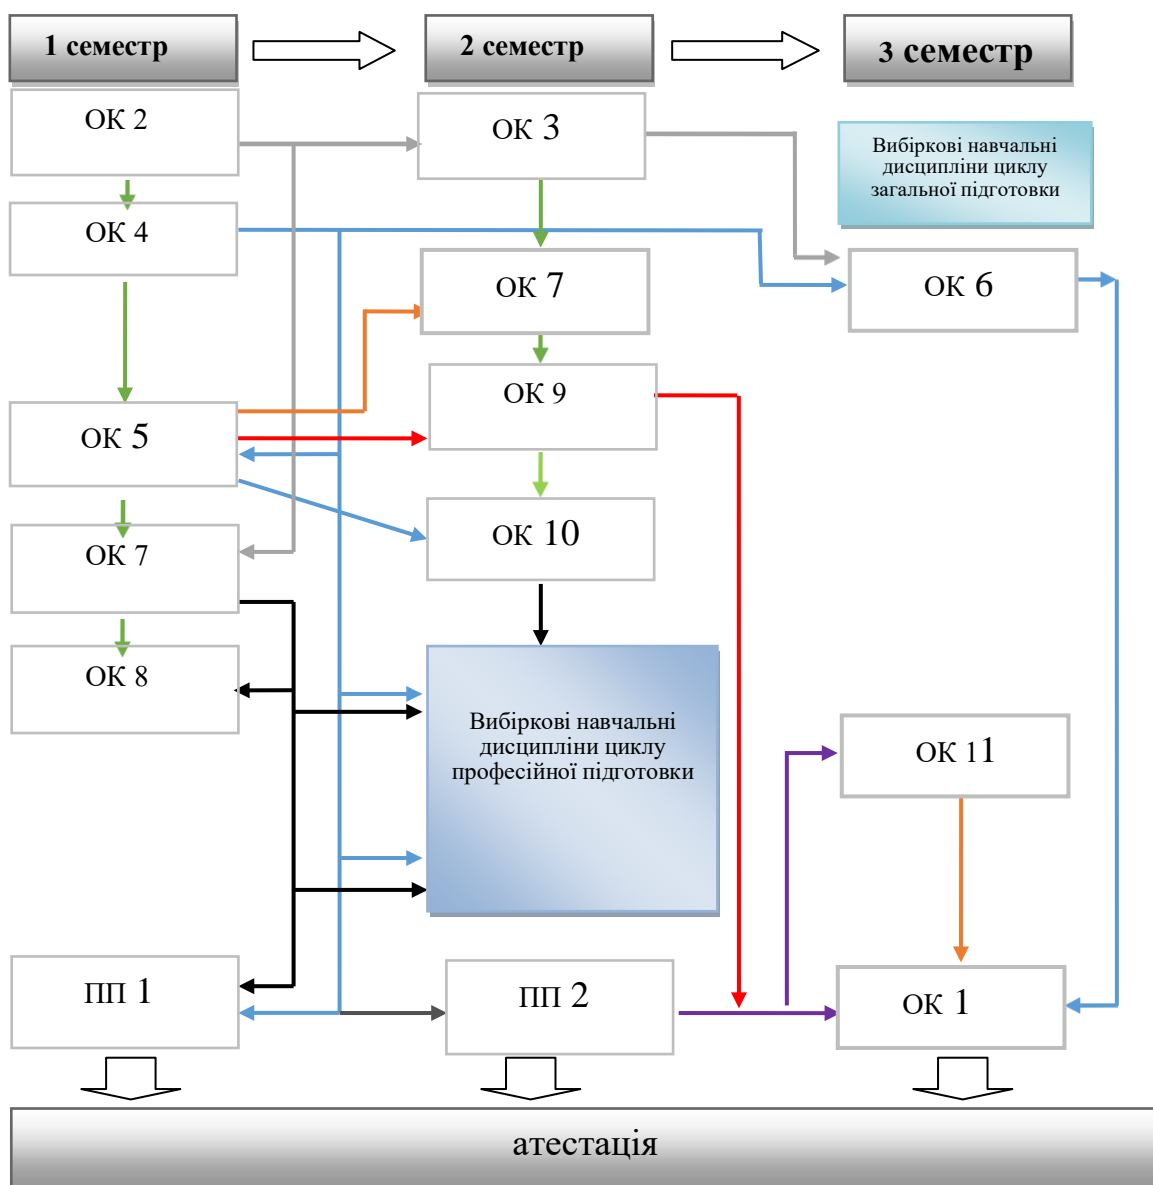 1 семестр
2 семестр
3 семестр
ОК 2
ОК 3
Вибіркові навчальні
дисципліни циклу
загальної підготовки
ОК 4
ОК 7
ОК 6
ОК 9
ОК 5
ОК 10
ОК 7
ОК 8
Вибіркові навчальні
дисципліни циклу
професійної підготовки
ОК 11
ПП 1
ПП 2
ОК 1
атестація